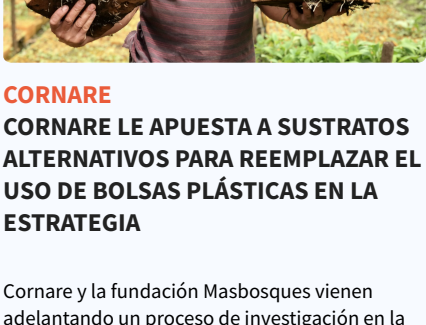 CORNARE
CORNARE LE APUESTA A SUSTRATOS
ALTERNATIVOS PARA REEMPLAZAR EL
USO DE BOLSAS PLÁSTICAS EN LA
ESTRATEGIA
Cornare y la fundación Masbosques vienen
adelantando un proceso de investigación en la